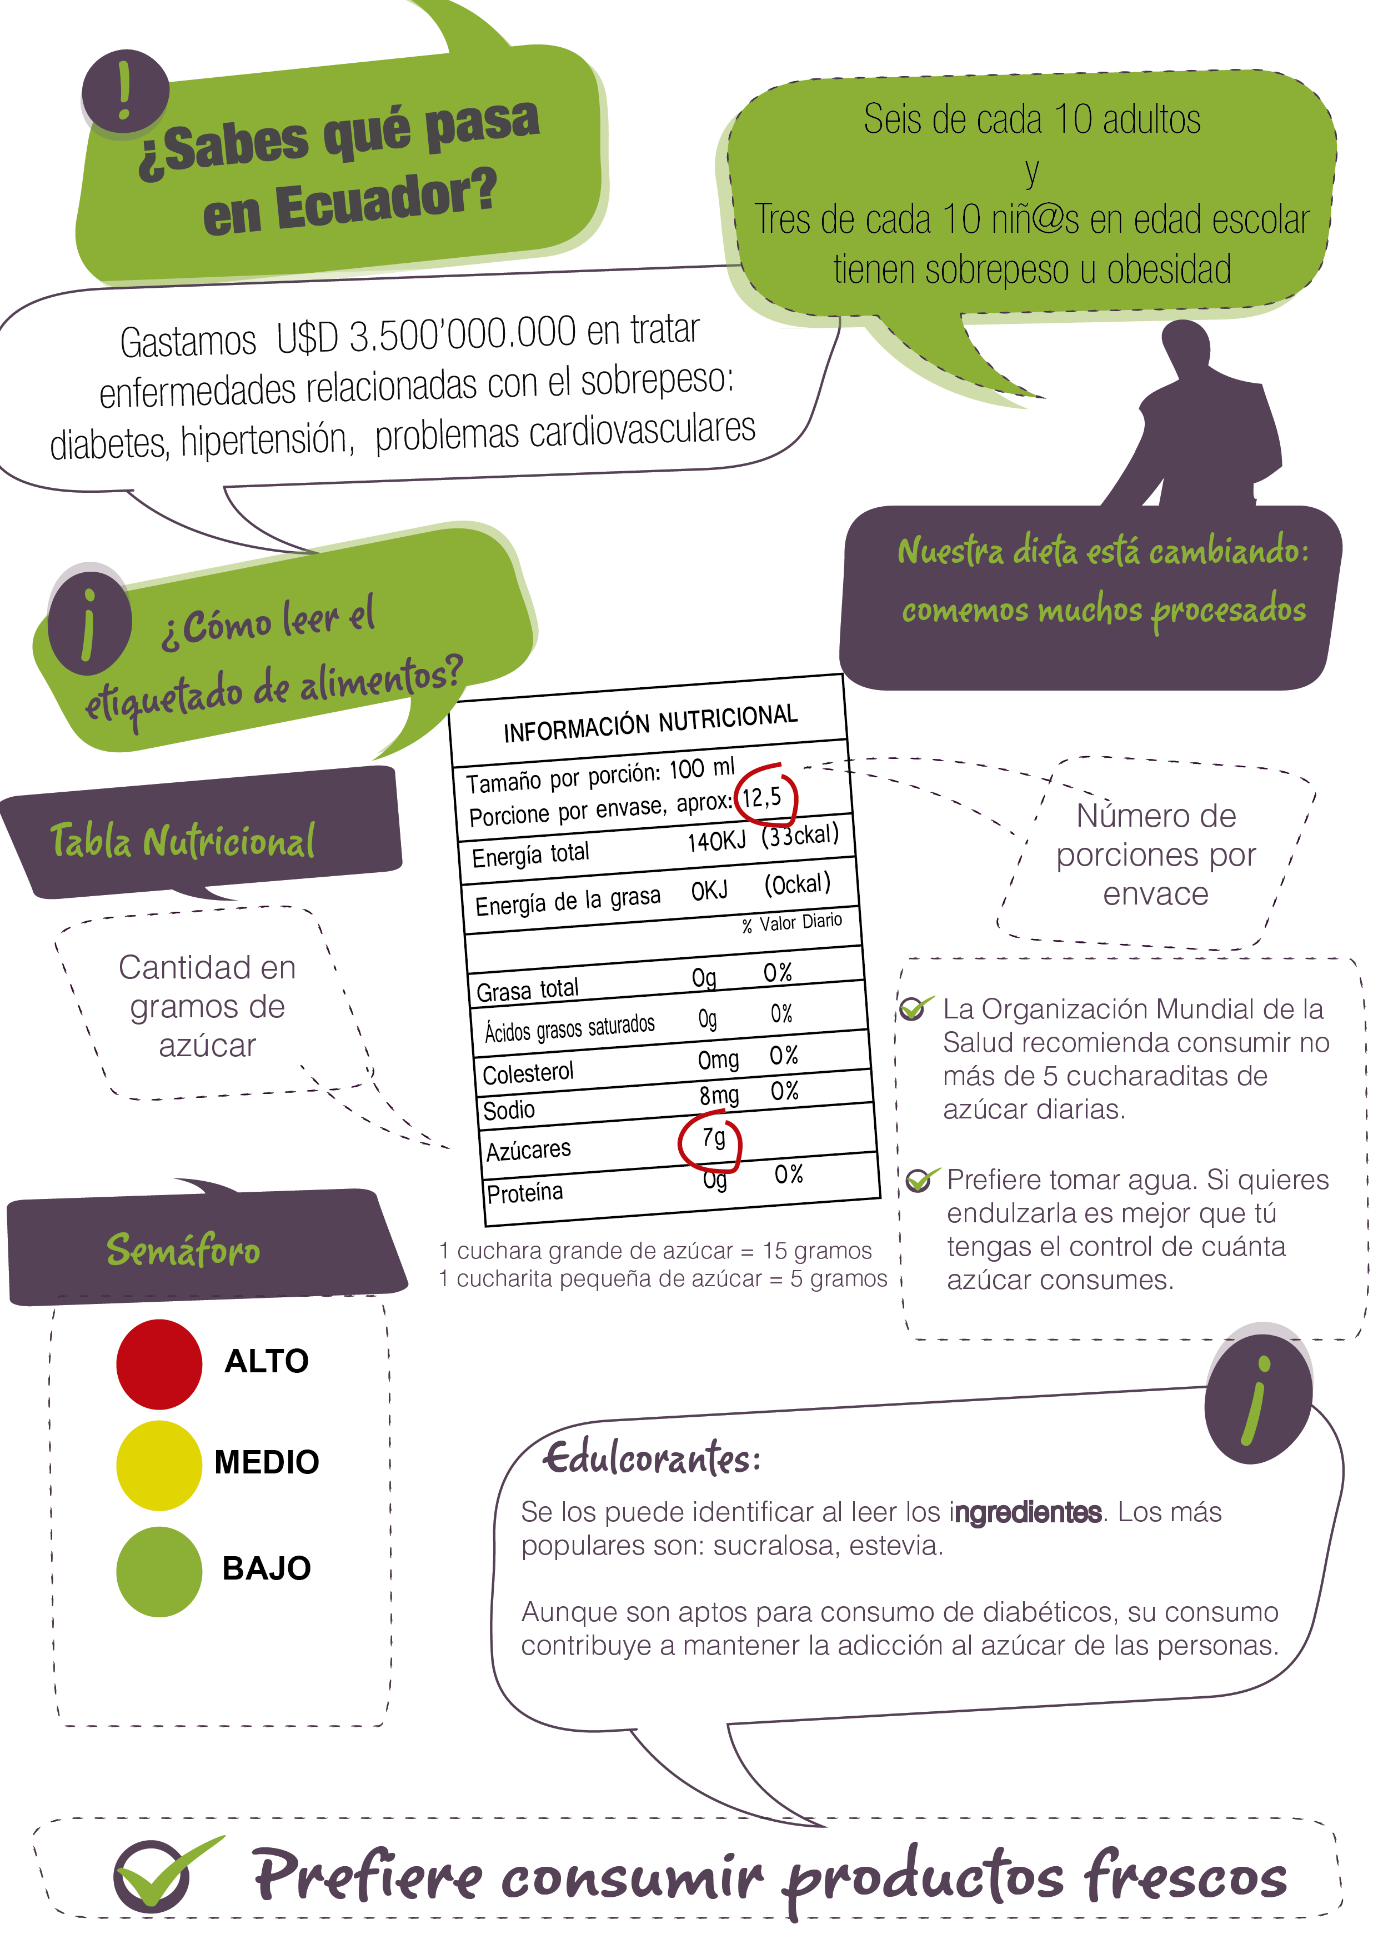 !
¿Sabes qué pasa
en Ecuador?
Seis de cada 10 adultos
y
Tres de cada 10 niñ@s en edad escolar
tienen sobrepeso u obesidad
Gastamos U$D 3.500’000.000 en tratar
enfermedades relacionadas con el sobrepeso:
diabetes, hipertensión, problemas cardiovasculares
Nuestra dieta está cambiando:
comemos muchos procesados
¡
¿Cómo leer el
etiquetado de alimentos?
Tabla Nutricional
Cantidad en
gramos de
azúcar
INFORMACIÓN NUTRICIONAL
Tamaño por porción: 100 ml
Porcione por envase, aprox: 12,5
Energía total 140KJ (33ckal)
Energía de la grasa 0KJ (0ckal)
% Valor Diario
Grasa total 0g 0%
Ácidos grasos saturados 0g 0%
Colesterol 0mg 0%
Sodio 8mg 0%
Azúcares 7g
Proteína 0g 0%
1 cuchara grande de azúcar = 15 gramos
1 cucharita pequeña de azúcar = 5 gramos
Número de
porciones por
envace
La Organización Mundial de la
Salud recomienda consumir no
más de 5 cucharaditas de
azúcar diarias.
Prefiere tomar agua. Si quieres
endulzarla es mejor que tú
tengas el control de cuánta
azúcar consumes.
Semáforo
ALTO
MEDIO
BAJO
¡
Edulcorantes:
Se los puede identificar al leer los ingredientes. Los más
populares son: sucralosa, estevia.
Aunque son aptos para consumo de diabéticos, su consumo
contribuye a mantener la adicción al azúcar de las personas.
Prefiere consumir productos frescos